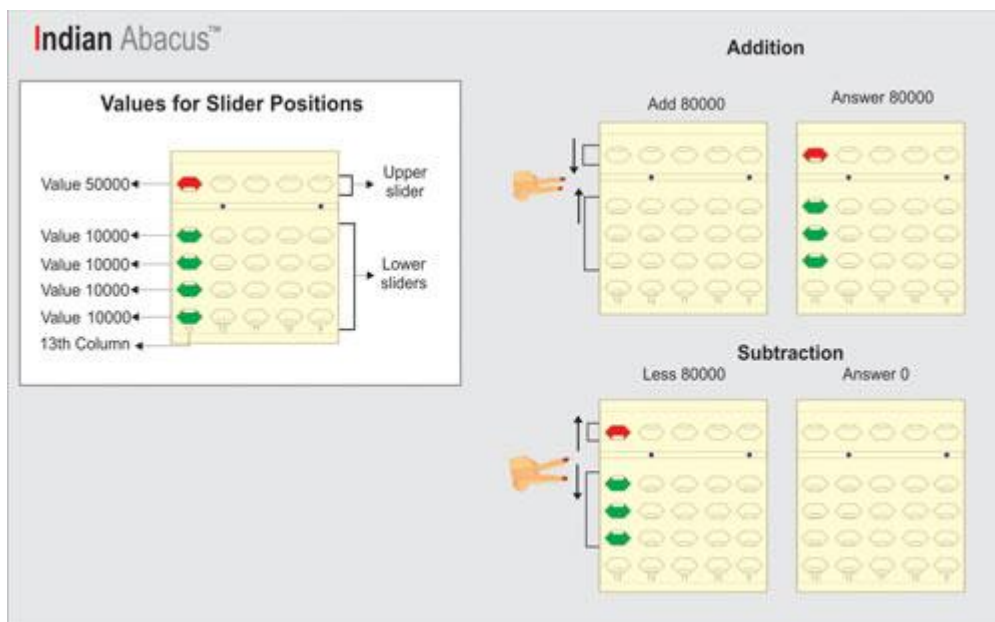 Indian Abacus™
Values for Slider Positions
Value 50000
Upper
slider
Value 10000
Value 10000
Value 10000
Value 10000
Lower
sliders
13th Column
Addition
Add 80000
Answer 80000
Subtraction
Less 80000
Answer 0